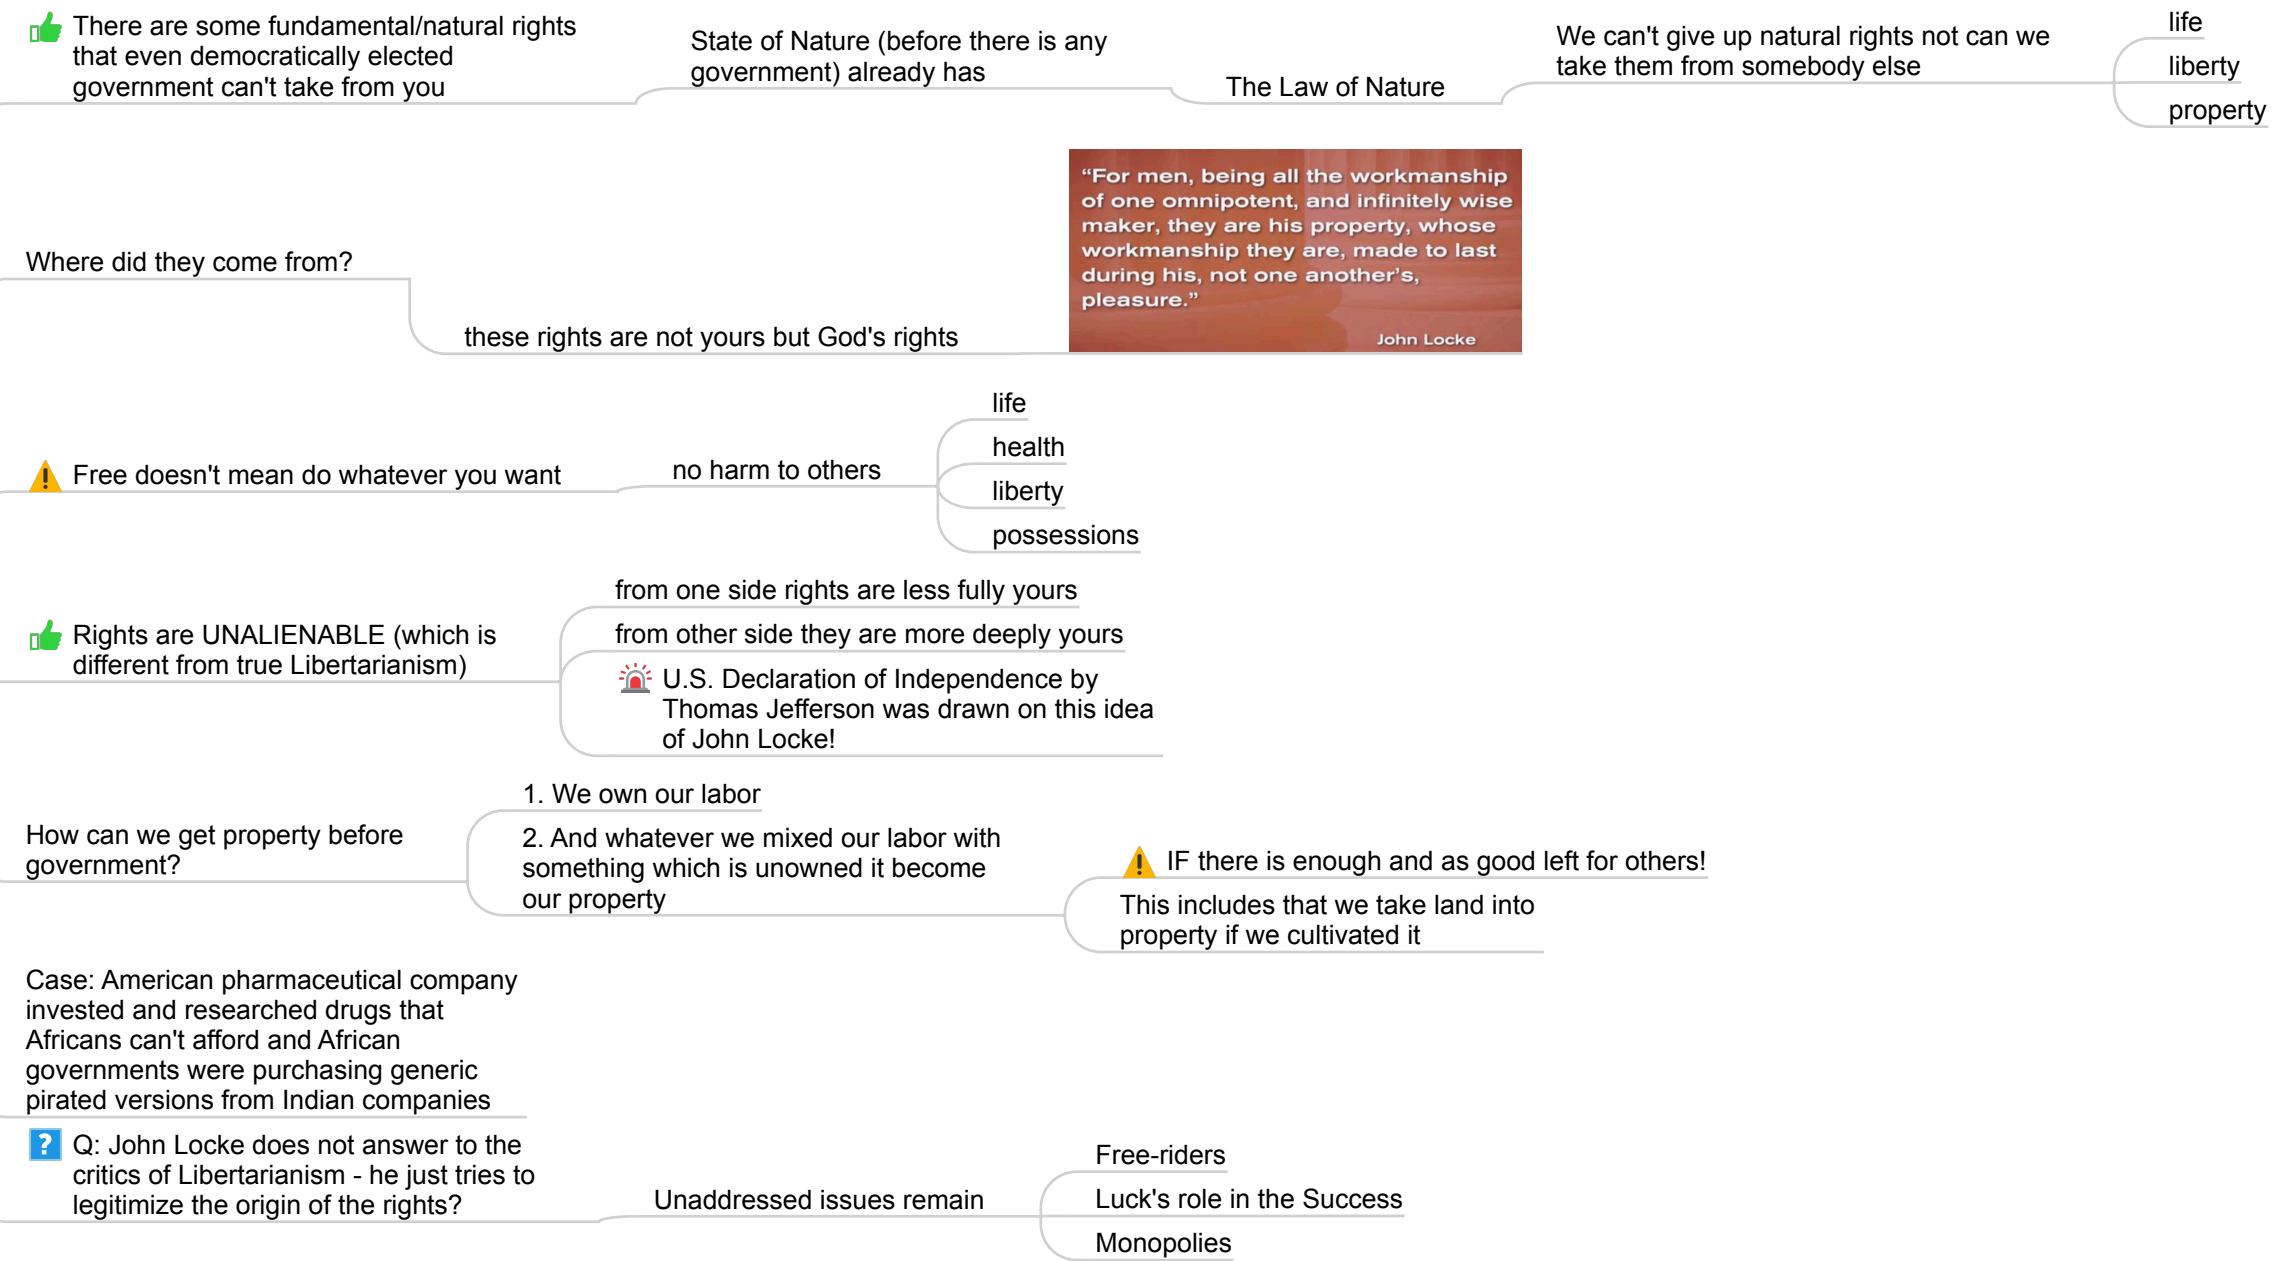 There are some fundamental/natural rights
that even democratically elected
government can't take from you
State of Nature (before there is any
government) already has
The Law of Nature
We can't give up natural rights not can we
take them from somebody else
life
liberty
property
Where did they come from?
these rights are not yours but God's rights
“For men, being all the workmanship
of one omnipotent, and infinitely wise
maker, they are his property, whose
workmanship they are, made to last
during his, not one another’s,
pleasure.”
John Locke
Free doesn't mean do whatever you want
no harm to others
life
health
liberty
possessions
Rights are UNALIENABLE (which is
different from true Libertarianism)
from one side rights are less fully yours
from other side they are more deeply yours
U.S. Declaration of Independence by
Thomas Jefferson was drawn on this idea
of John Locke!
How can we get property before
government?
1. We own our labor
2. And whatever we mixed our labor with
something which is unowned it become
our property
IF there is enough and as good left for others!
This includes that we take land into
property if we cultivated it
Case: American pharmaceutical company
invested and researched drugs that
Africans can't afford and African
governments were purchasing generic
pirated versions from Indian companies
Q: John Locke does not answer to the
critics of Libertarianism - he just tries to
legitimize the origin of the rights?
Unaddressed issues remain
Free-riders
Luck's role in the Success
Monopolies